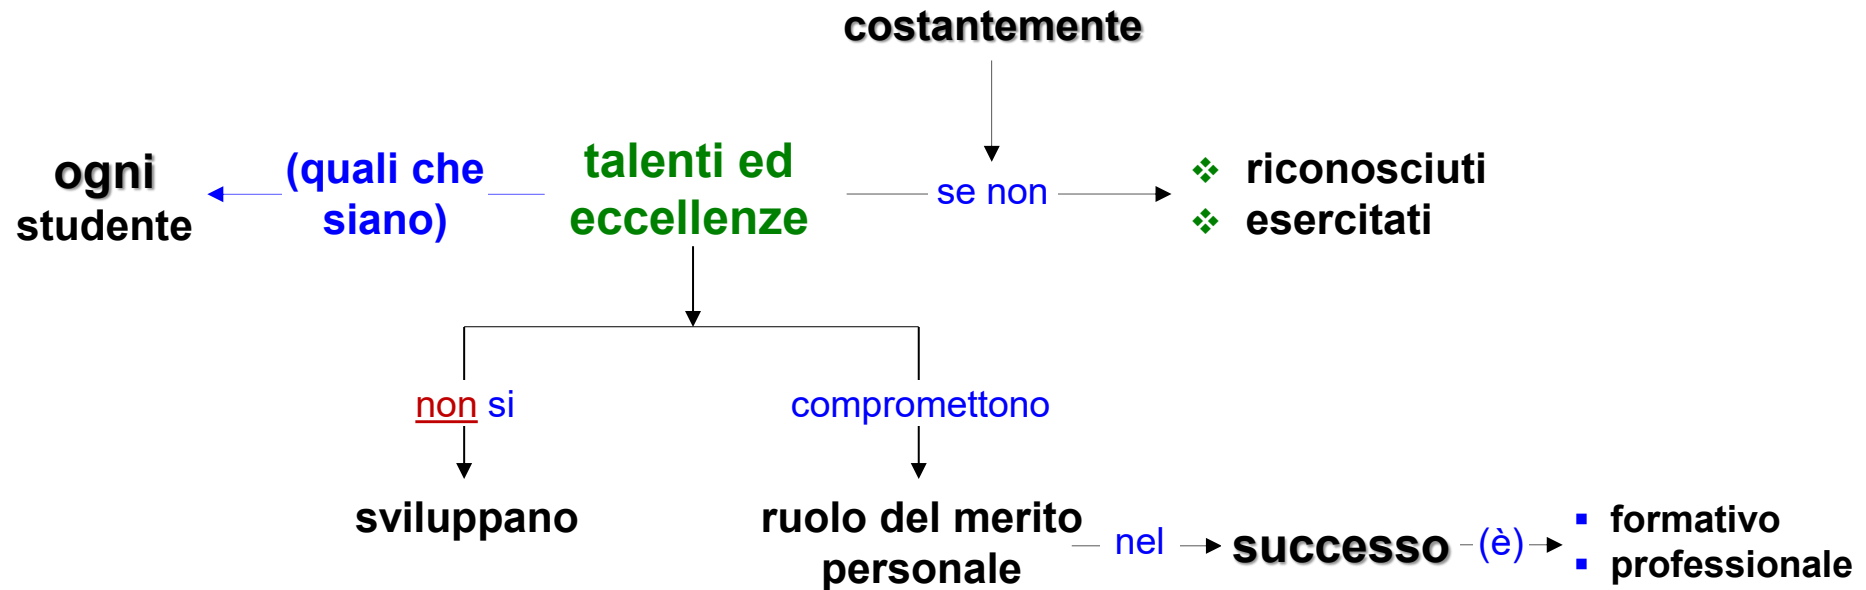 costantemente
ogni
studente
(quali che
siano)
talenti ed
eccellenze
se non
❖ riconosciuti
❖ esercitati
non si
compromettono
sviluppano
ruolo del merito
personale
nel
successo
(è)
▪ formativo
▪ professionale